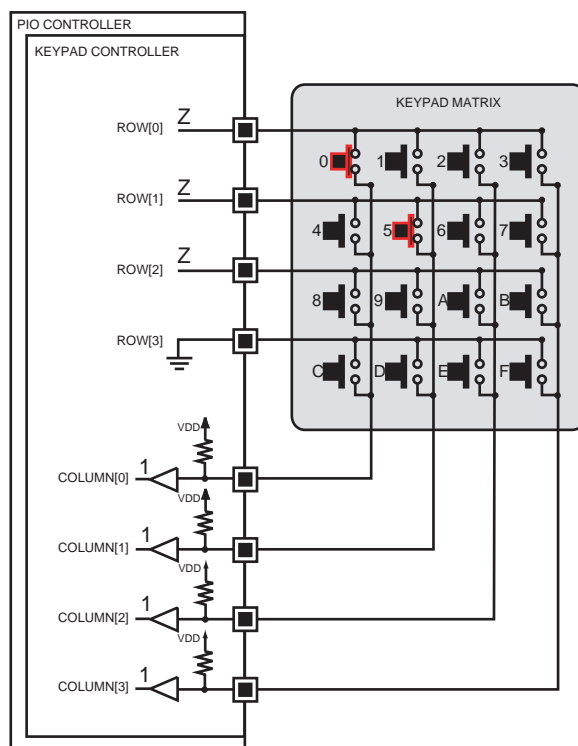 PIO CONTROLLER
KEYPAD CONTROLLER
KEYPAD MATRIX
ROW[0] Z
0 1 2 3
ROW[1] Z
4 5 6 7
ROW[2] Z
8 9 A B
ROW[3]
C D E F
VDD
COLUMN[0] 1
VDD
COLUMN[1] 1
VDD
COLUMN[2] 1
VDD
COLUMN[3] 1